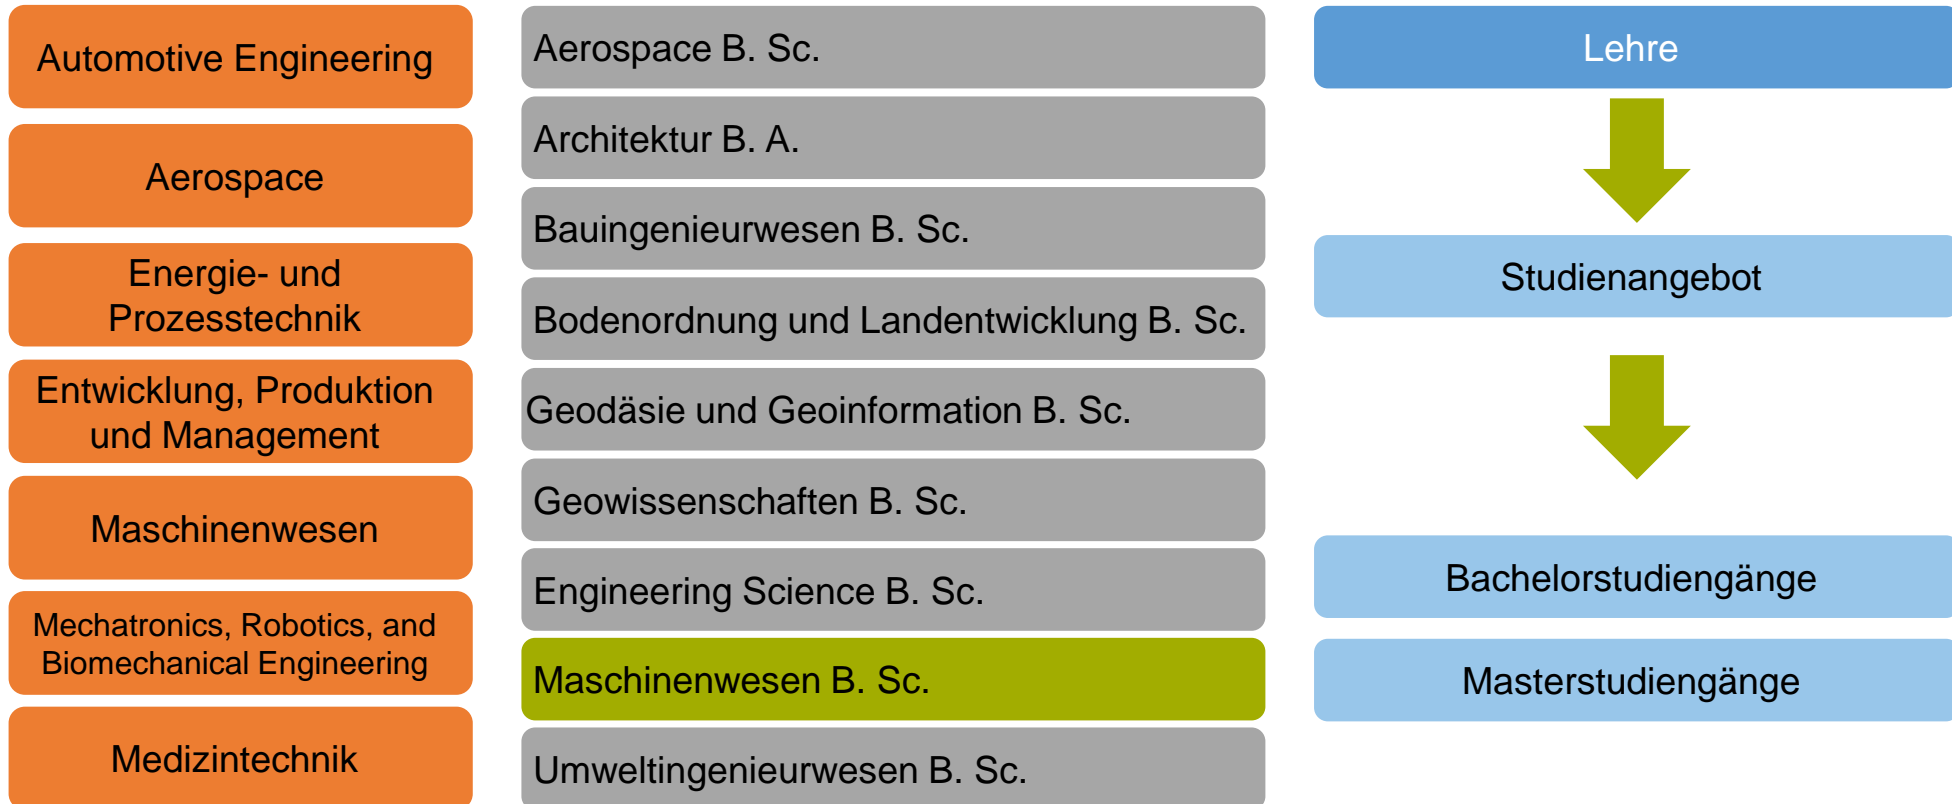 Automotive Engineering
Aerospace
Energie- und
Prozesstechnik
Entwicklung, Produktion
und Management
Maschinenwesen
Mechatronics, Robotics, and
Biomechanical Engineering
Medizintechnik
Aerospace B. Sc.
Architektur B. A.
Bauingenieurwesen B. Sc.
Bodenordnung und Landentwicklung B. Sc.
Geodäsie und Geoinformation B. Sc.
Geowissenschaften B. Sc.
Engineering Science B. Sc.
Maschinenwesen B. Sc.
Umweltingenieurwesen B. Sc.
Lehre
Studienangebot
Bachelorstudiengänge
Masterstudiengänge